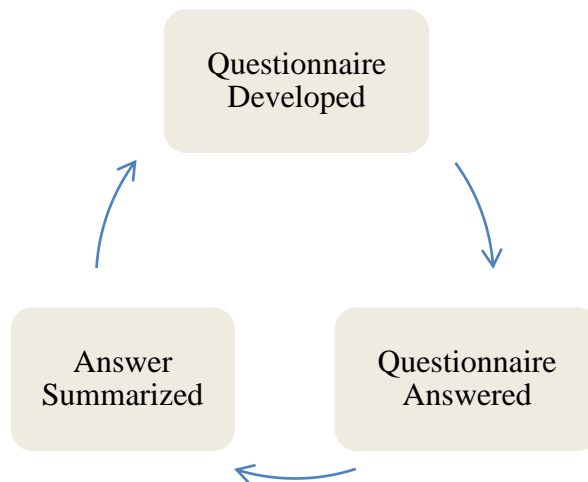 Questionnaire
Developed
Questionnaire
Answered
Answer
Summarized